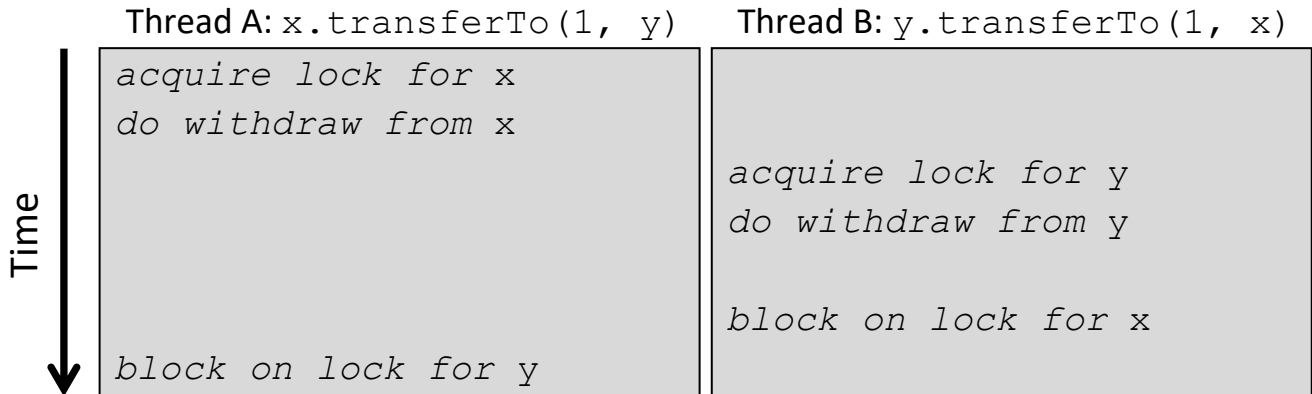 Thread A: x.transferTo(1, y)
Thread B: y.transferTo(1, x)
Time
acquire lock for x
do withdraw from x
acquire lock for y
do withdraw from y
block on lock for x
block on lock for y